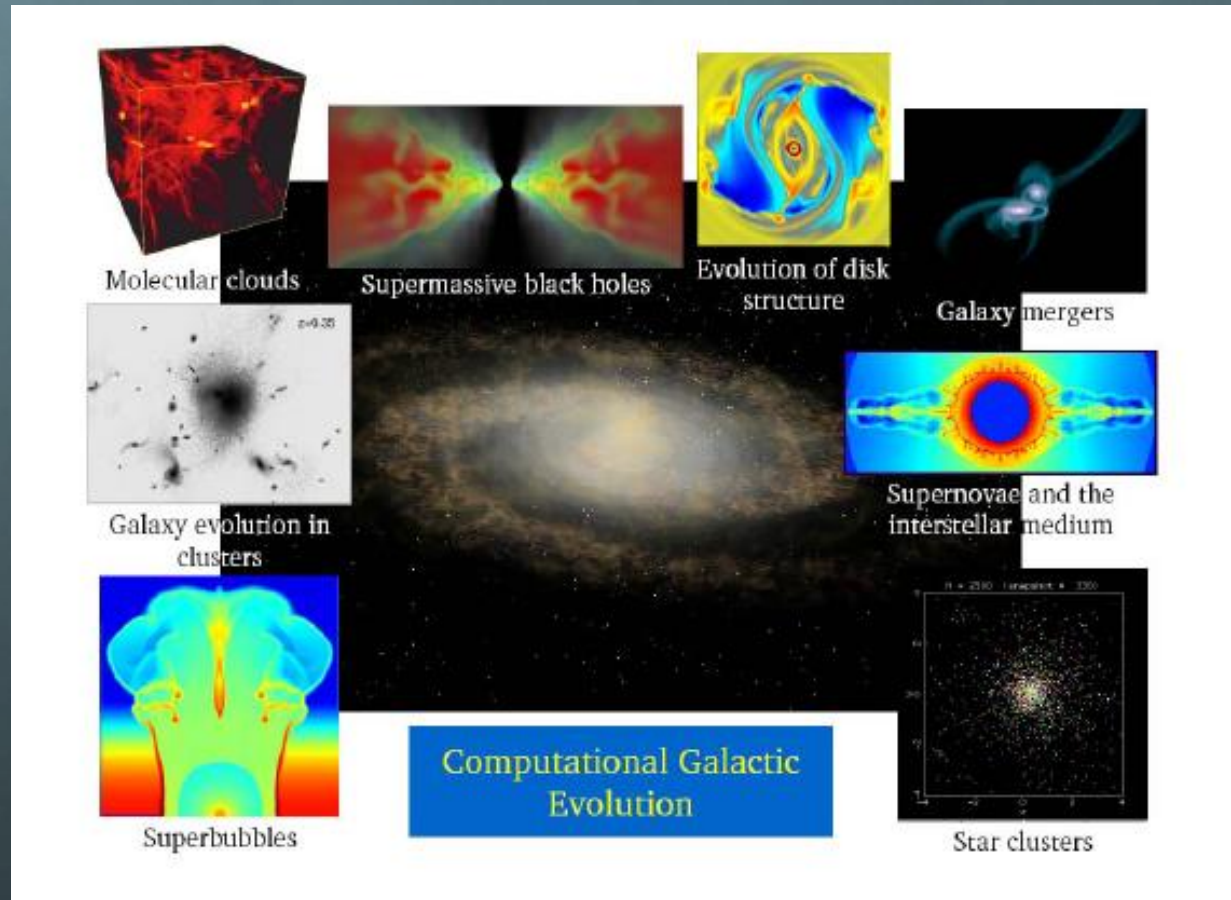 Molecular clouds
Supermassive black holes
Evolution of disk
structure
Galaxy mergers
Galaxy evolution in
clusters
Supernovae and the
interstellar medium
Superbubbles
Computational Galactic
Evolution
Star clusters